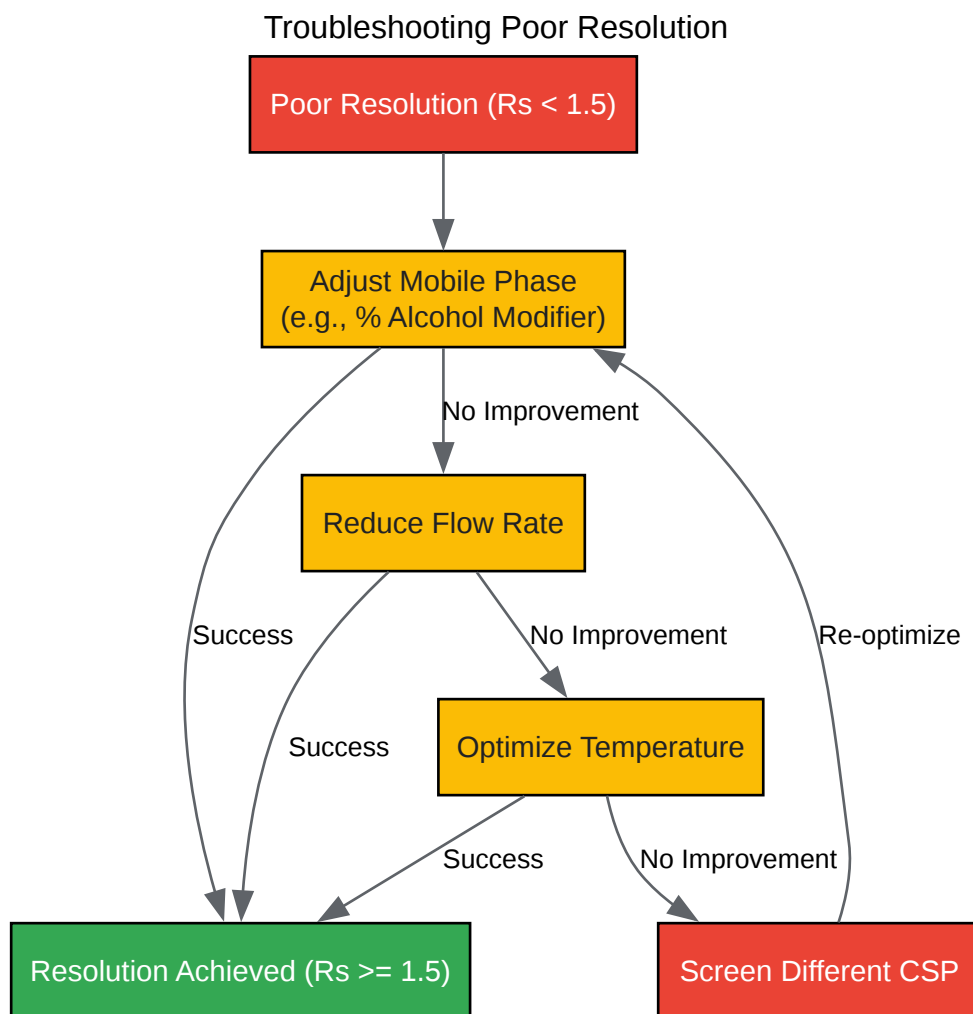 Troubleshooting Poor Resolution
Poor Resolution (Rs < 1.5)
Adjust Mobile Phase
(e.g., % Alcohol Modifier)
No Improvement
Reduce Flow Rate
Success
No Improvement
Re-optimize
Success
Optimize Temperature
Success
No Improvement
Resolution Achieved (Rs >= 1.5)
Screen Different CSP